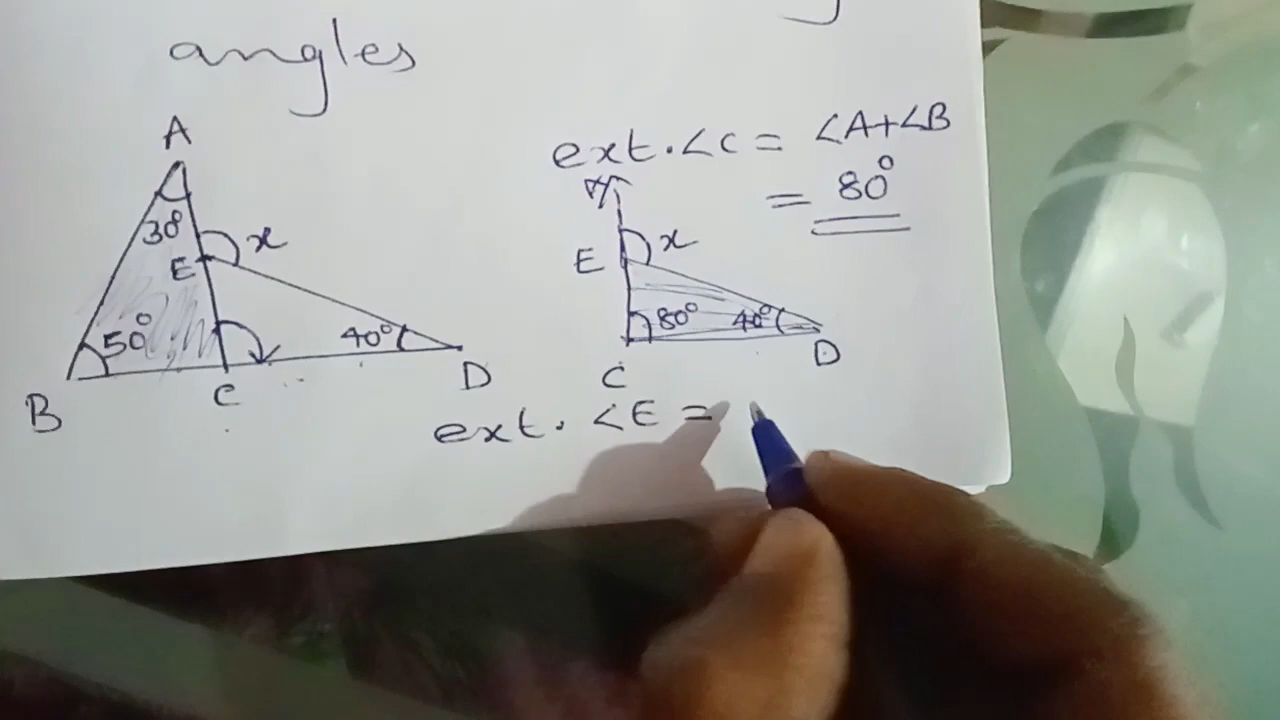 angles
ext. ∠C = ∠A+∠B
= 80°
A
30°
x
E
50°
40°
B
C
D
E
x
80°
40°
C
D
ext. ∠E =